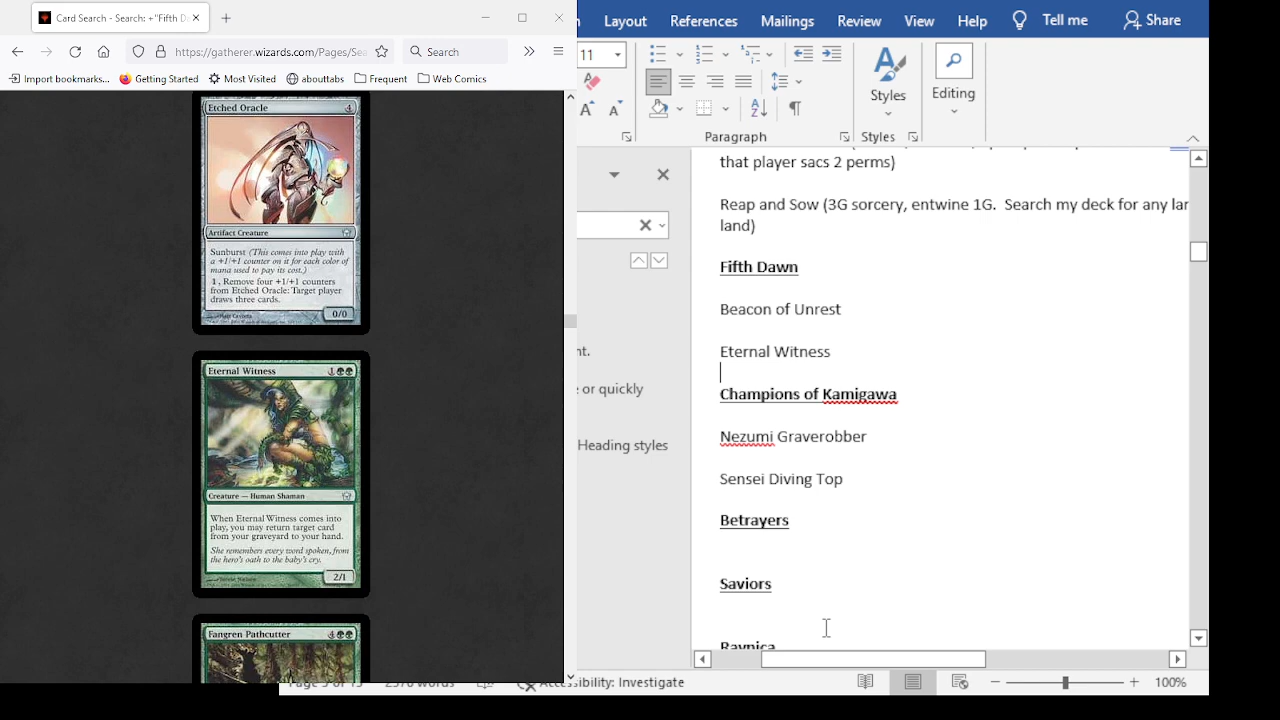 Card Search - Search: +"Fifth D
https://gatherer.wizards.com/Pages/Sea
Search
Import bookmarks...
Getting Started
Most Visited
abouttabs
Frequent
Web Comics
Etched Oracle 4
Artifact Creature
Sunburst (This comes into play with
a +1/+1 counter on it for each color of
mana used to pay its cost.)
1, Remove four +1/+1 counters
from Etched Oracle: Target player
draws three cards.
0/0
Eternal Witness 1
Creature — Human Shaman
When Eternal Witness comes into
play, you may return target card
from your graveyard to your hand.
She remembers every word spoken, from
the hero's oath to the baby's cry.
2/1
Fangren Pathcutter 4
Layout
References
Mailings
Review
View
Help
Tell me
Share
11
Styles
Editing
Paragraph
Styles
nt.
e or quickly
Heading styles
that player sacs 2 perms)
Reap and Sow (3G sorcery, entwine 1G. Search my deck for any lar
land)
Fifth Dawn
Beacon of Unrest
Eternal Witness
Champions of Kamigawa
Nezumi Graverobber
Sensei Diving Top
Betrayers
Saviors
Ravnica
Accessibility: Investigate
100%